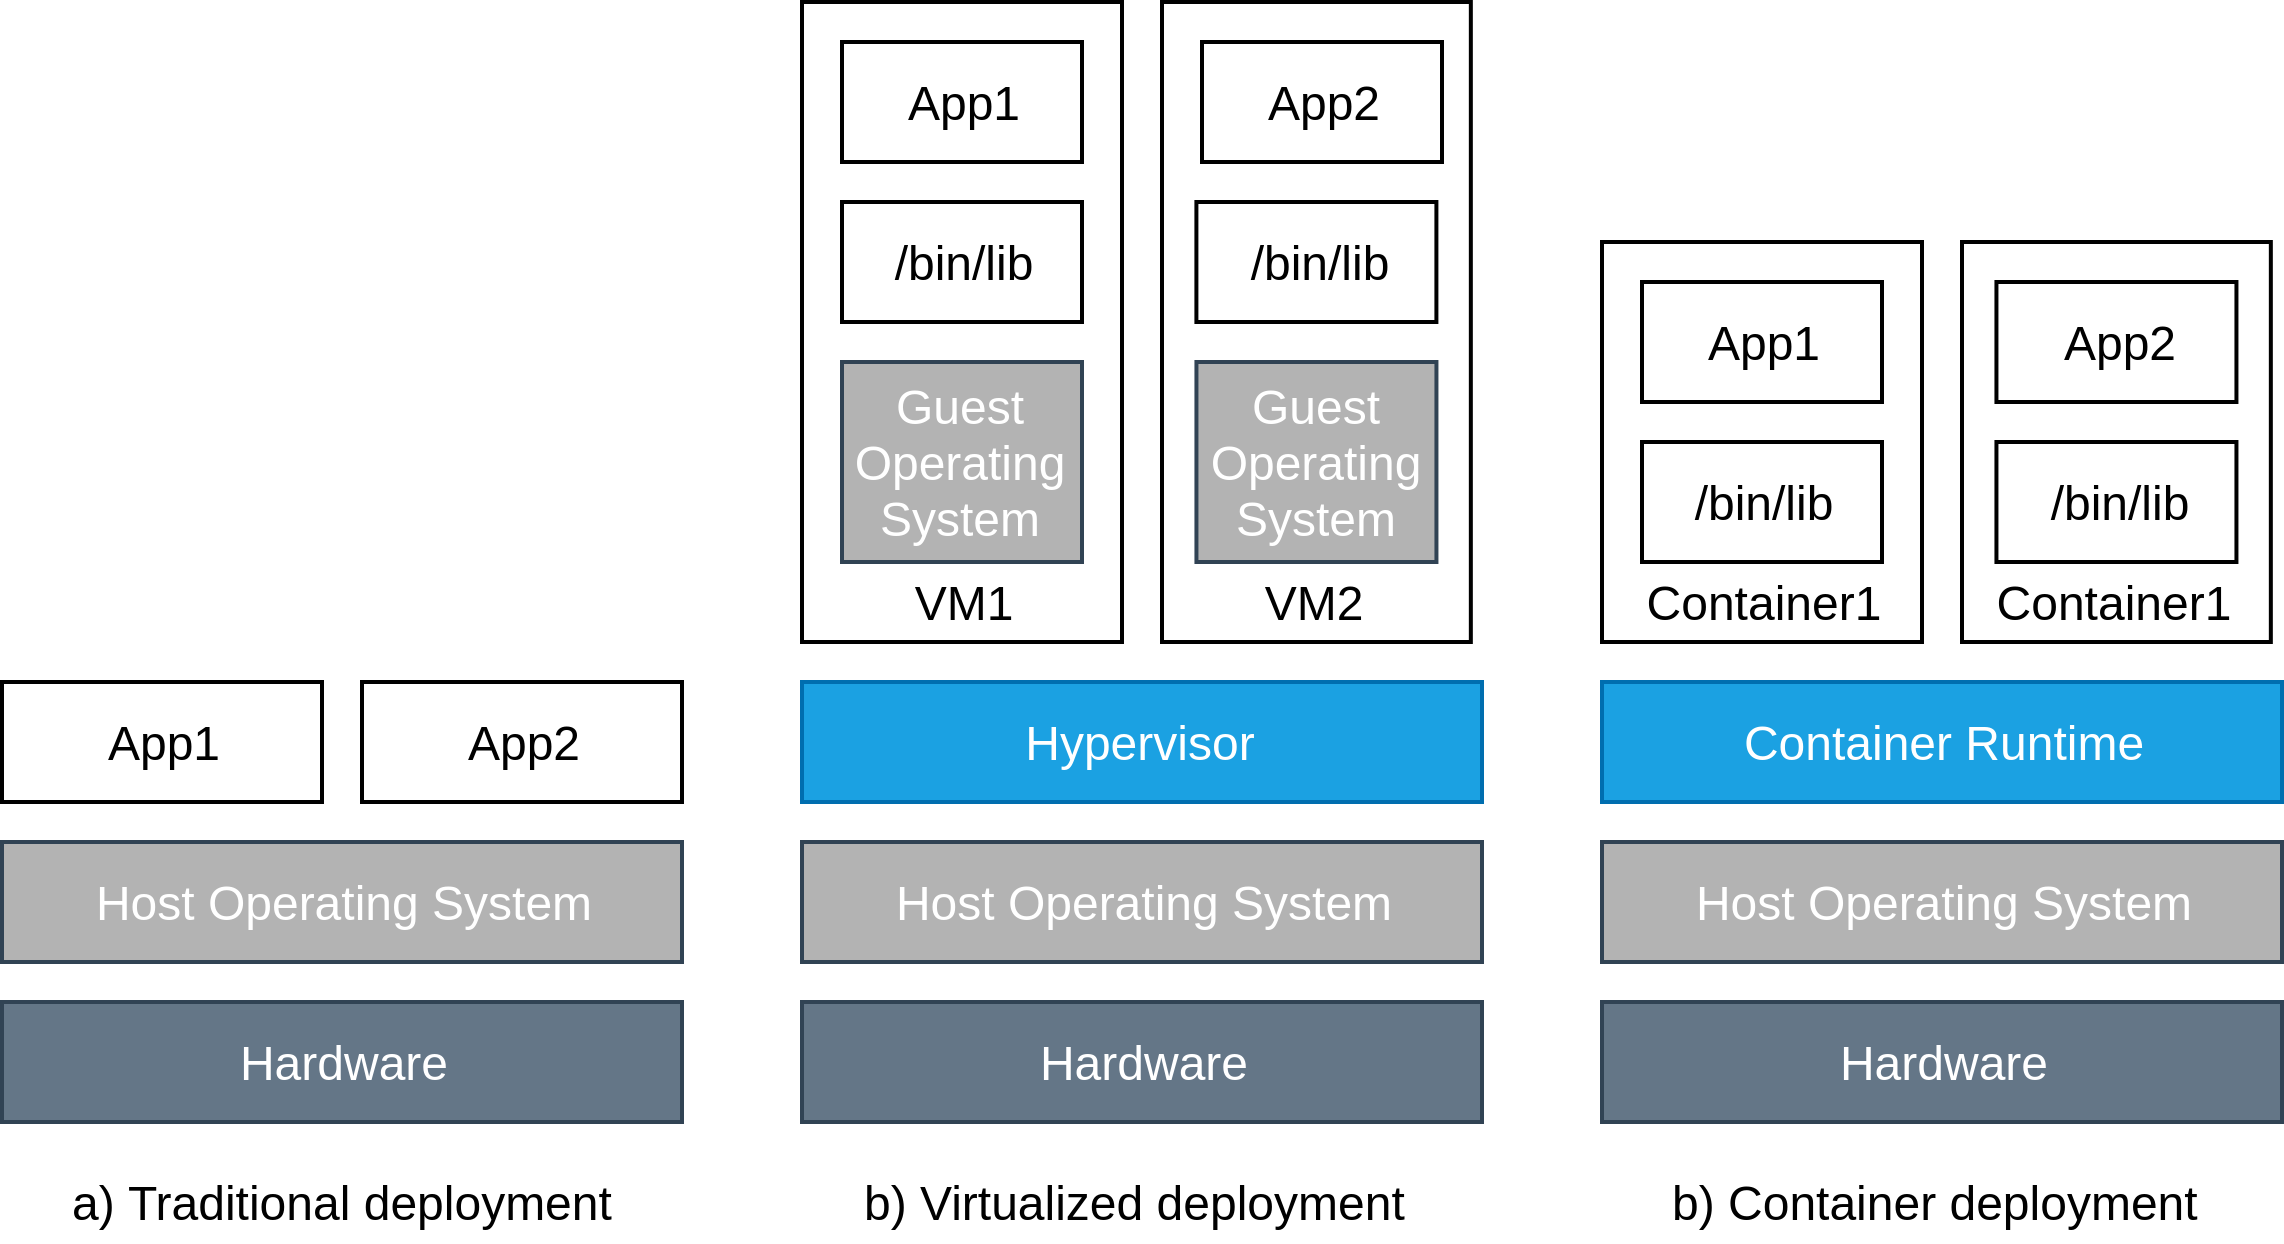 App1
App2
Host Operating System
Hardware
a) Traditional deployment
App1
/bin/lib
Guest
Operating
System
VM1
App2
/bin/lib
Guest
Operating
System
VM2
Hypervisor
Host Operating System
Hardware
b) Virtualized deployment
App1
/bin/lib
Container1
App2
/bin/lib
Container1
Container Runtime
Host Operating System
Hardware
b) Container deployment